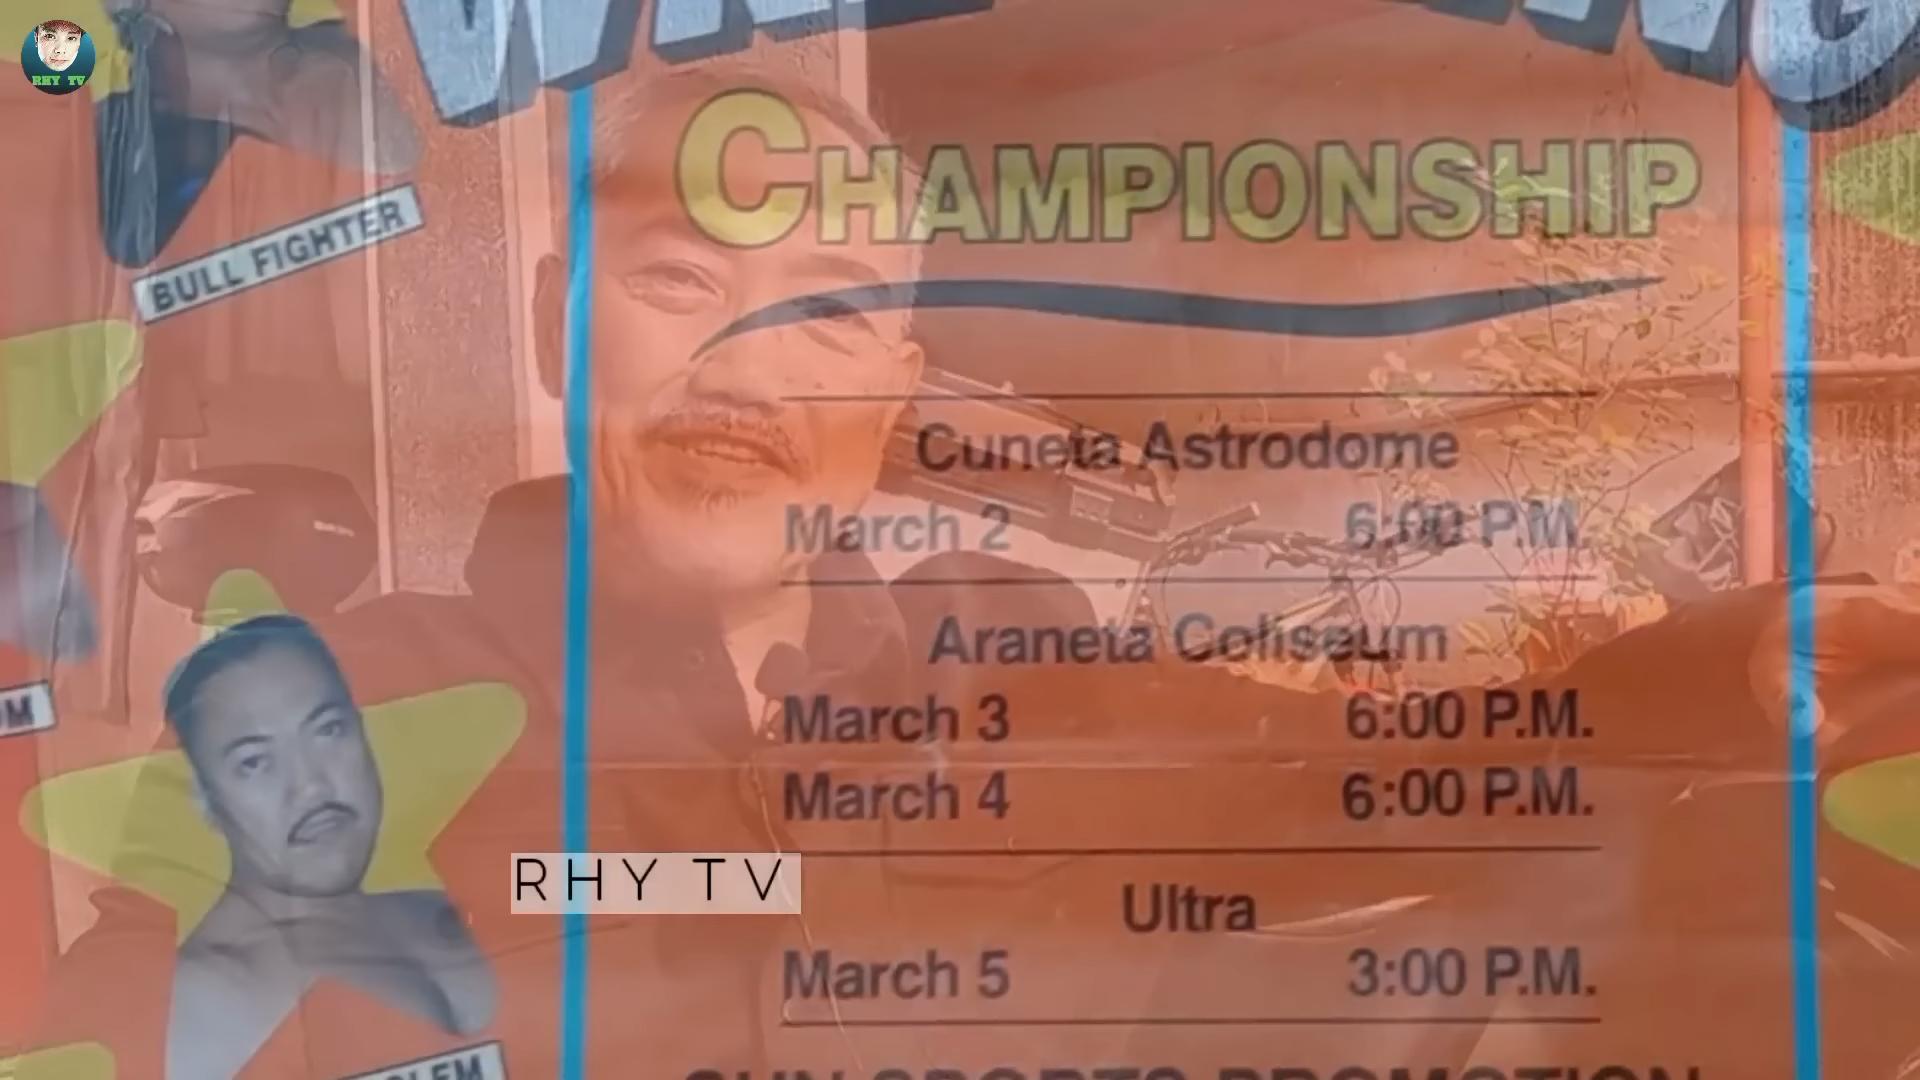 RHY TV
CHAMPIONSHIP
BULL FIGHTER
Cuneta Astrodome
March 2 6:00 P.M.
Araneta Coliseum
March 3 6:00 P.M.
March 4 6:00 P.M.
RHY TV
Ultra
March 5 3:00 P.M.